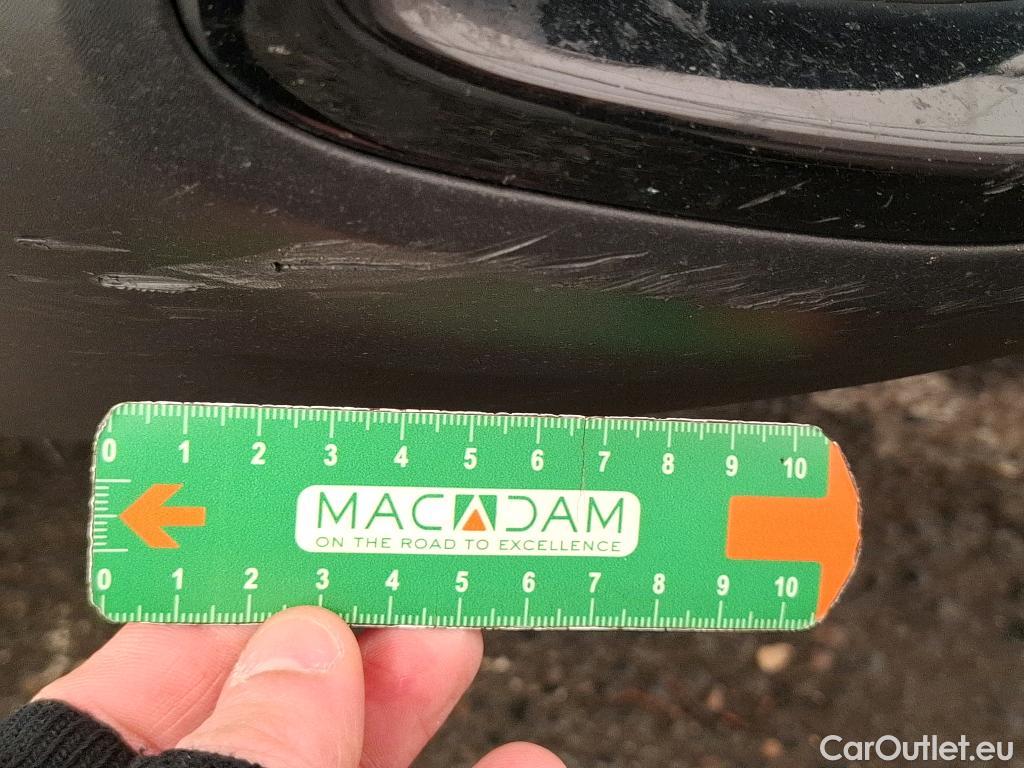 0 1 2 3 4 5 6 7 8 9 10
MACADAM
ON THE ROAD TO EXCELLENCE
0 1 2 3 4 5 6 7 8 9 10
CarOutlet.eu